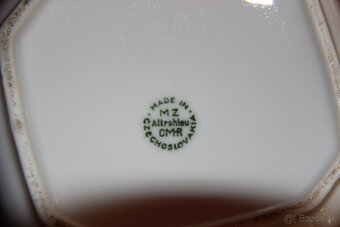 MADE IN
CZECHOSLOVAKIA
M Z
Altrohlau
CMR
© Bazos.sk